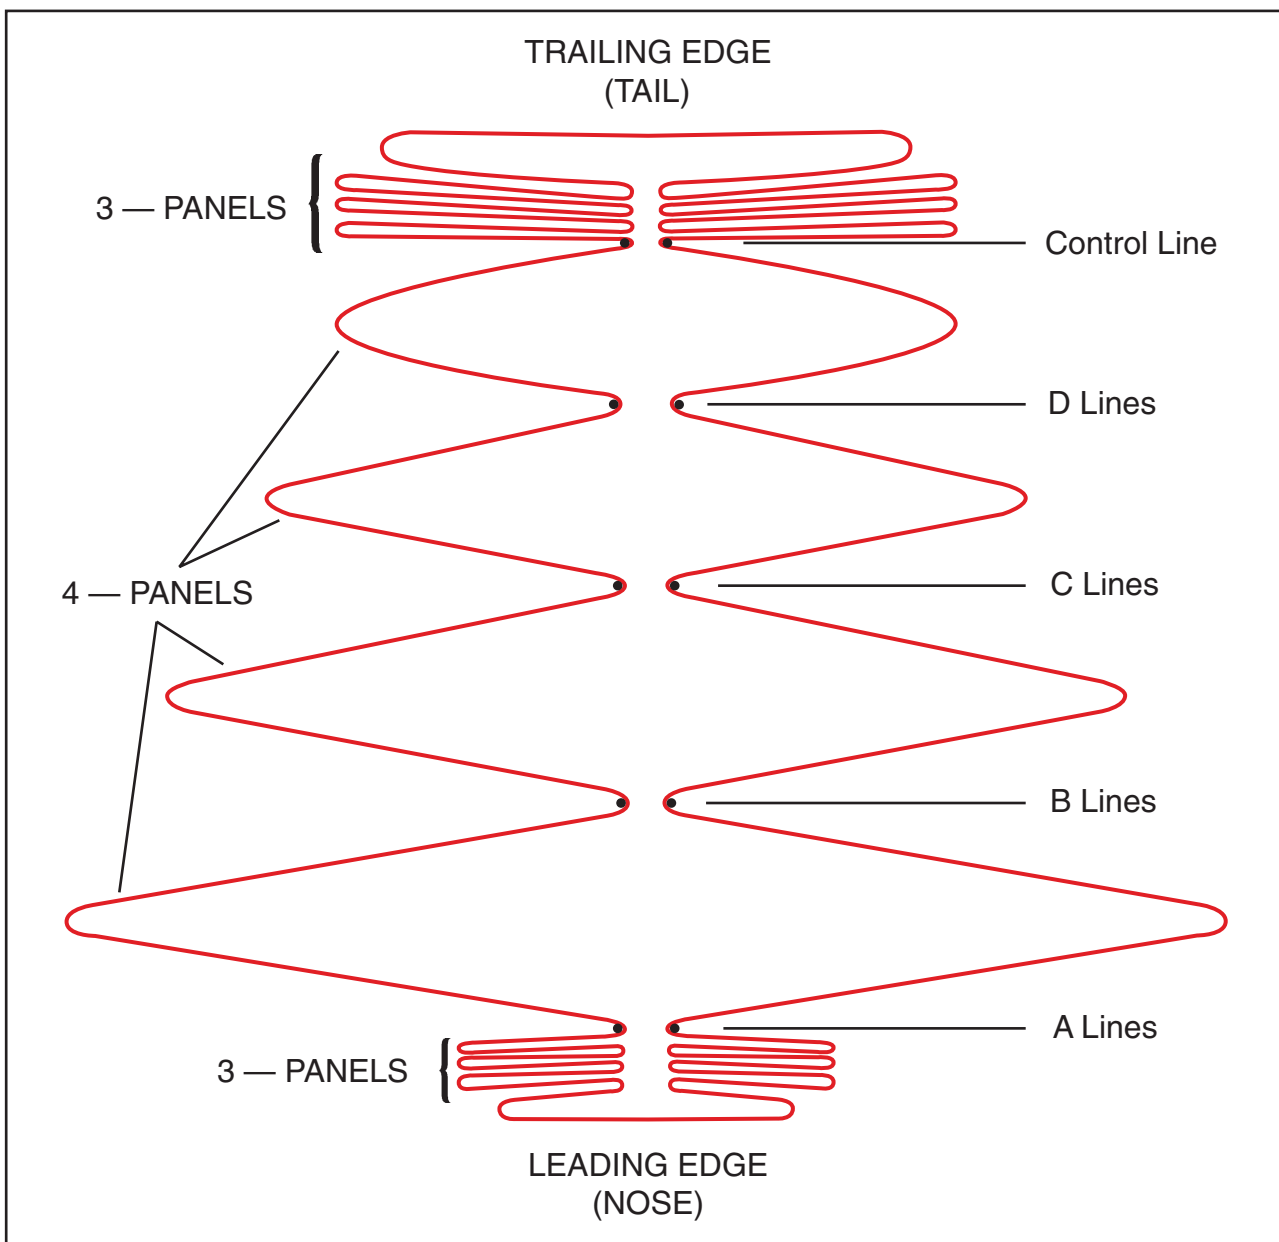 TRAILING EDGE
(TAIL)
3 — PANELS
Control Line
D Lines
4 — PANELS
C Lines
B Lines
A Lines
3 — PANELS
LEADING EDGE
(NOSE)